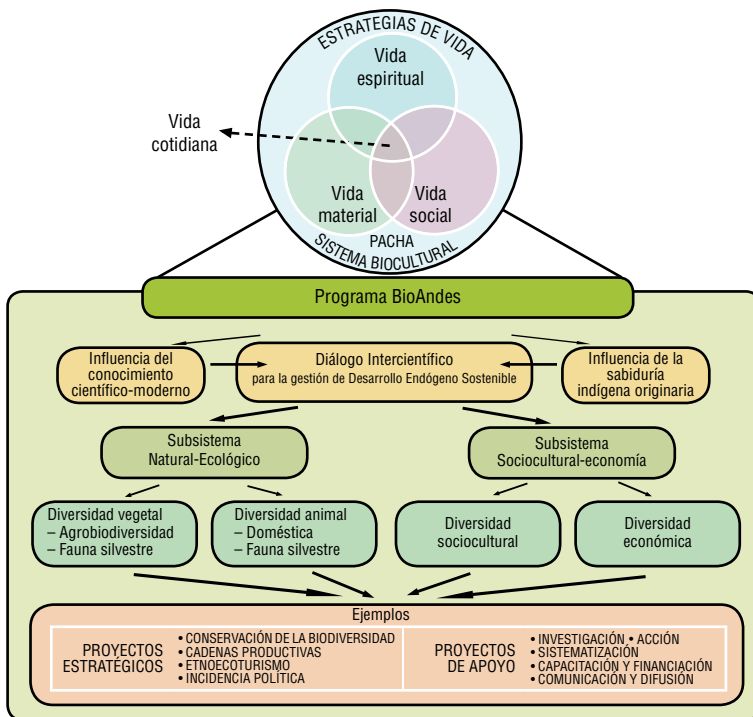 ESTRATEGIAS DE VIDA
Vida
espiritual
Vida
cotidiana
Vida
material
Vida
social
PACHA
SISTEMA BIOCULTURAL
Programa BioAndes
Influencia del
conocimiento
científico-moderno
Diálogo Intercientífico
para la gestión de Desarrollo Endógeno Sostenible
Influencia de la
sabiduría
indígena originaria
Subsistema
Natural-Ecológico
Subsistema
Sociocultural-economía
Diversidad vegetal
– Agrobiodiversidad
– Fauna silvestre
Diversidad animal
– Doméstica
– Fauna silvestre
Diversidad
sociocultural
Diversidad
económica
Ejemplos
PROYECTOS
ESTRATÉGICOS
• CONSERVACIÓN DE LA BIODIVERSIDAD
• CADENAS PRODUCTIVAS
• ETNOECOTURISMO
• INCIDENCIA POLÍTICA
PROYECTOS
DE APOYO
• INVESTIGACIÓN • ACCIÓN
• SISTEMATIZACIÓN
• CAPACITACIÓN Y FINANCIACIÓN
• COMUNICACIÓN Y DIFUSIÓN